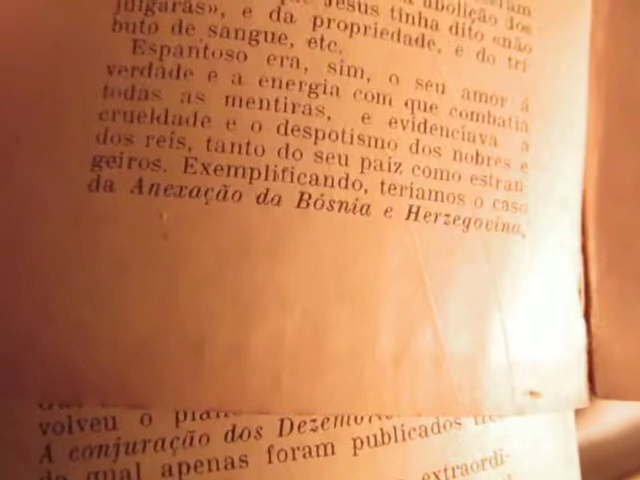 abolição dos
julgarás», e da propriedade, e do tri-
buto de sangue, etc.
Espantoso era, sim, o seu amor á
verdade e a energia com que combatia
todas as mentiras, e evidenciava a
crueldade e o despotismo dos nobres e
dos reis, tanto do seu paiz como estran
geiros. Exemplificando, teriamos o caso
da Anexação da Bósnia e Herzegovina,
volveu o
A conjuração dos
qual apenas foram publicados
extraordi-